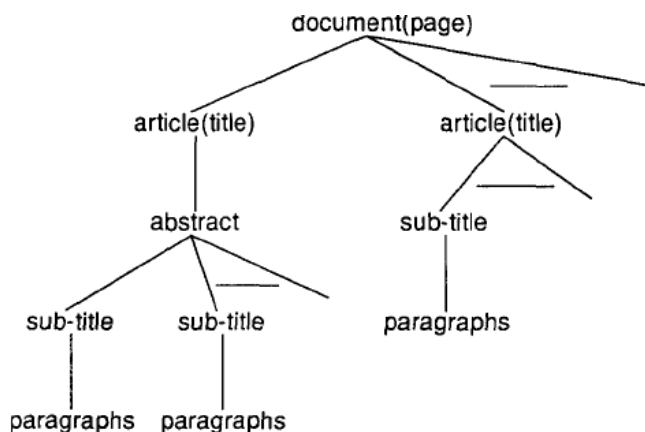 document(page)
article(title) article(title)
abstract sub-title
sub-title sub-title paragraphs
paragraphs paragraphs